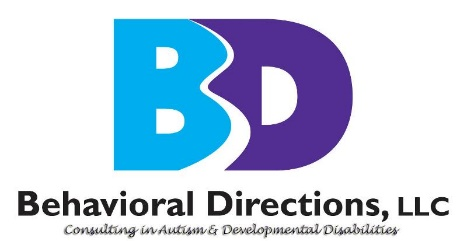 BD
Behavioral Directions, LLC
Consulting in Autism & Developmental Disabilities